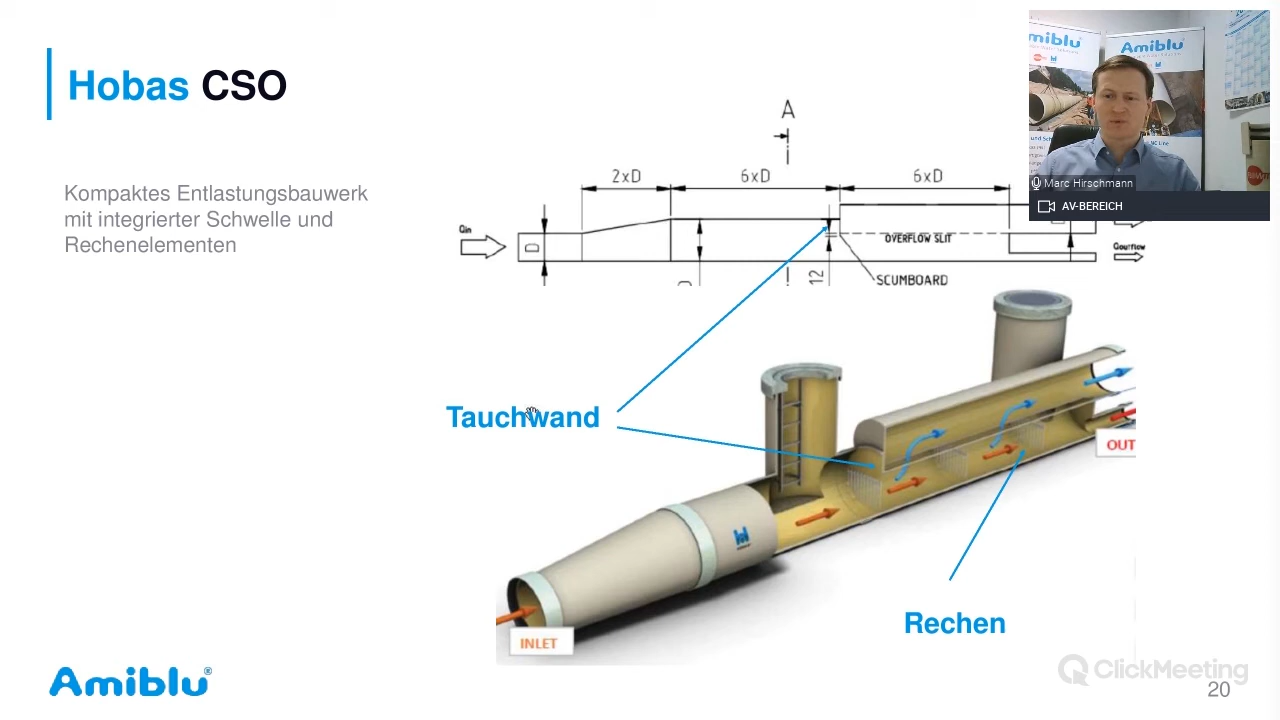 Hobas CSO
Kompaktes Entlastungsbauwerk
mit integrierter Schwelle und
Rechenelementen
A
2xD
6xD
6xD
Qin
D
OVERFLOW SLIT
Qoutflow
12
SCUMBOARD
Tauchwand
OUT
Rechen
INLET
Amiblu®
ClickMeeting
20
miblu
Amiblu
Marc Hirschmann
AV-BEREICH